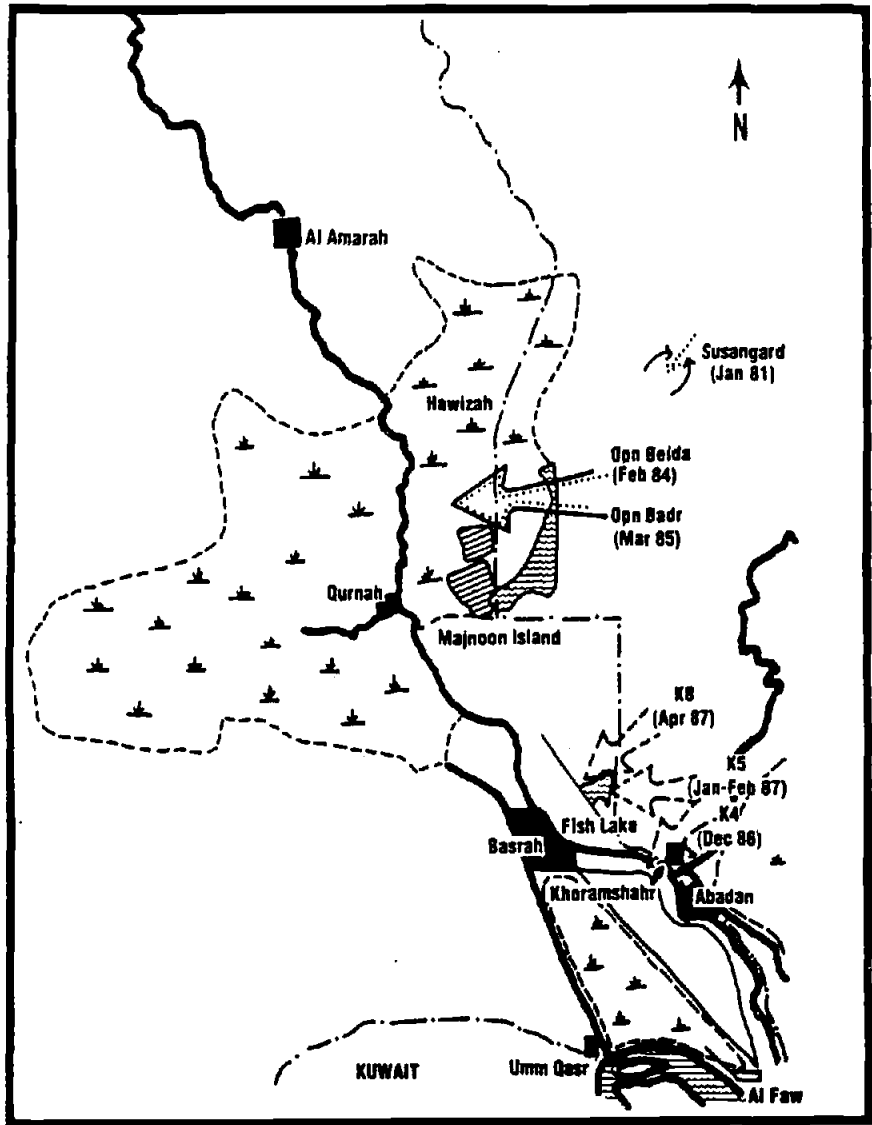 N
Al Amarah
Susangard
(Jan 81)
Hawizah
Opn Beida
(Feb 84)
Opn Badr
(Mar 85)
Qurnah
Majnoon Island
K8
(Apr 87)
K5
(Jan-Feb 87)
K4
(Dec 86)
Fish Lake
Basrah
Khoramshahr
Abadan
Umm Qasr
KUWAIT
Al Faw